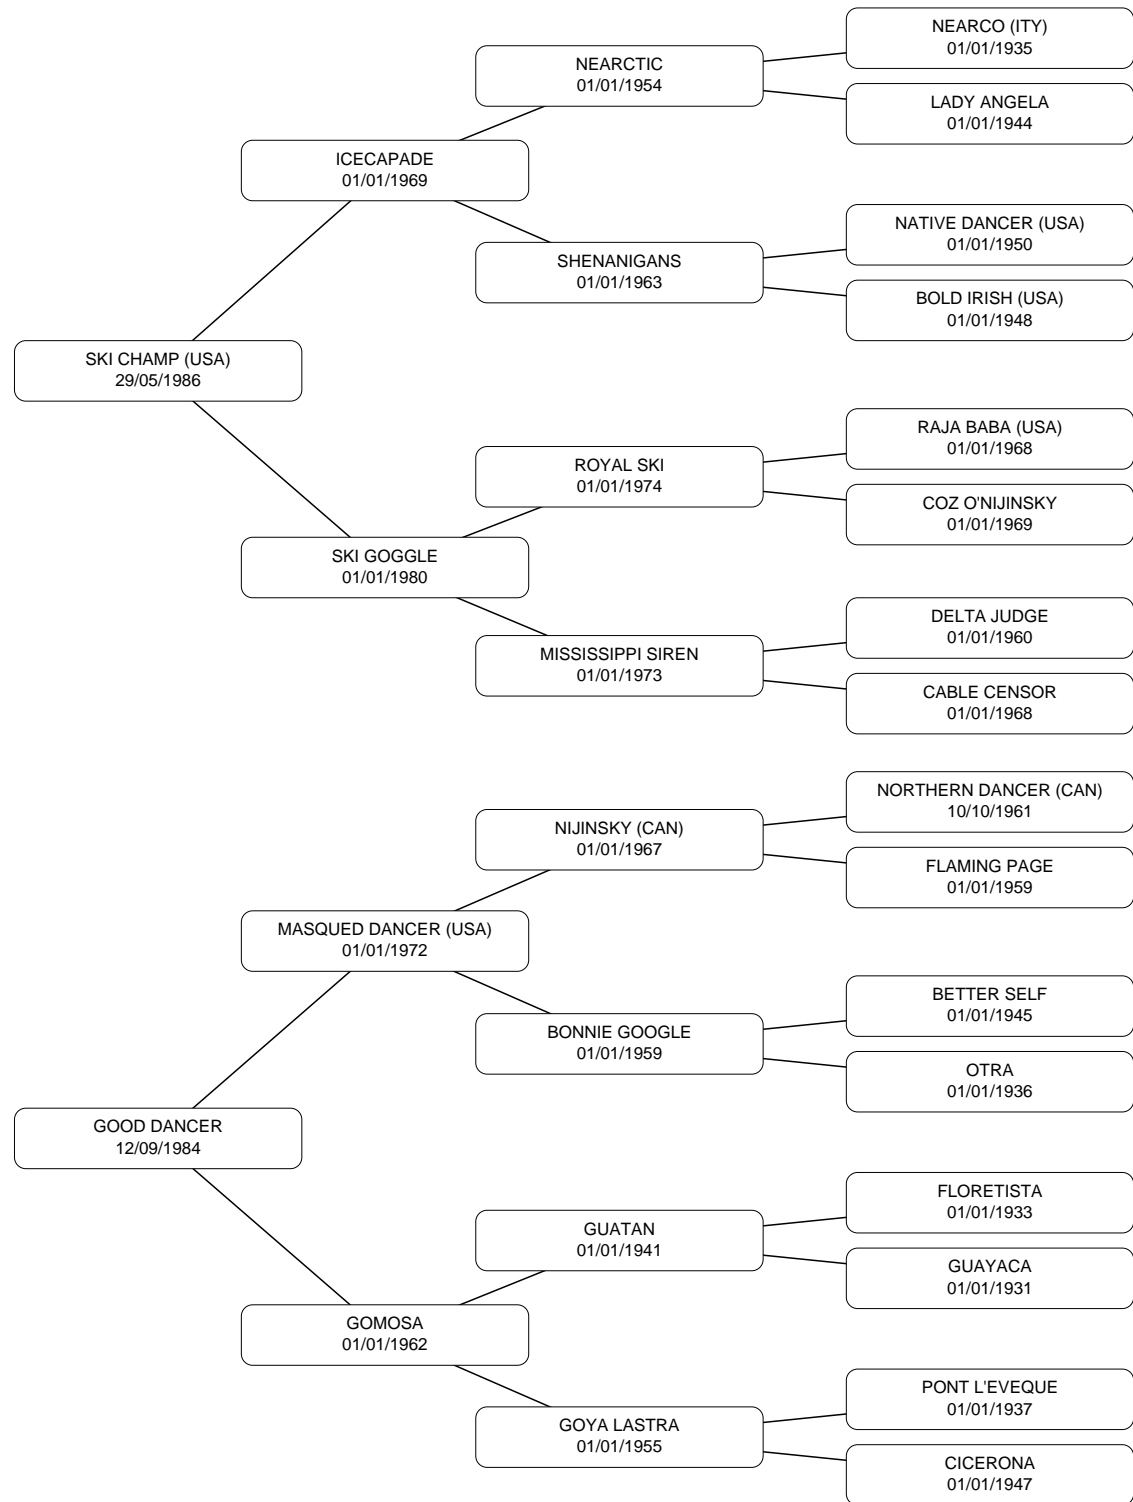 NEARCO (ITY)
01/01/1935
NEARCTIC
01/01/1954
LADY ANGELA
01/01/1944
ICECAPADE
01/01/1969
NATIVE DANCER (USA)
01/01/1950
SHENANIGANS
01/01/1963
BOLD IRISH (USA)
01/01/1948
SKI CHAMP (USA)
29/05/1986
RAJA BABA (USA)
01/01/1968
ROYAL SKI
01/01/1974
COZ O'NIJINSKY
01/01/1969
SKI GOGGLE
01/01/1980
DELTA JUDGE
01/01/1960
MISSISSIPPI SIREN
01/01/1973
CABLE CENSOR
01/01/1968
NORTHERN DANCER (CAN)
10/10/1961
NIJINSKY (CAN)
01/01/1967
FLAMING PAGE
01/01/1959
MASQUED DANCER (USA)
01/01/1972
BETTER SELF
01/01/1945
BONNIE GOOGLE
01/01/1959
OTRA
01/01/1936
GOOD DANCER
12/09/1984
FLORETISTA
01/01/1933
GUATAN
01/01/1941
GUAYACA
01/01/1931
GOMOSA
01/01/1962
PONT L'EVEQUE
01/01/1937
GOYA LASTRA
01/01/1955
CICERONA
01/01/1947